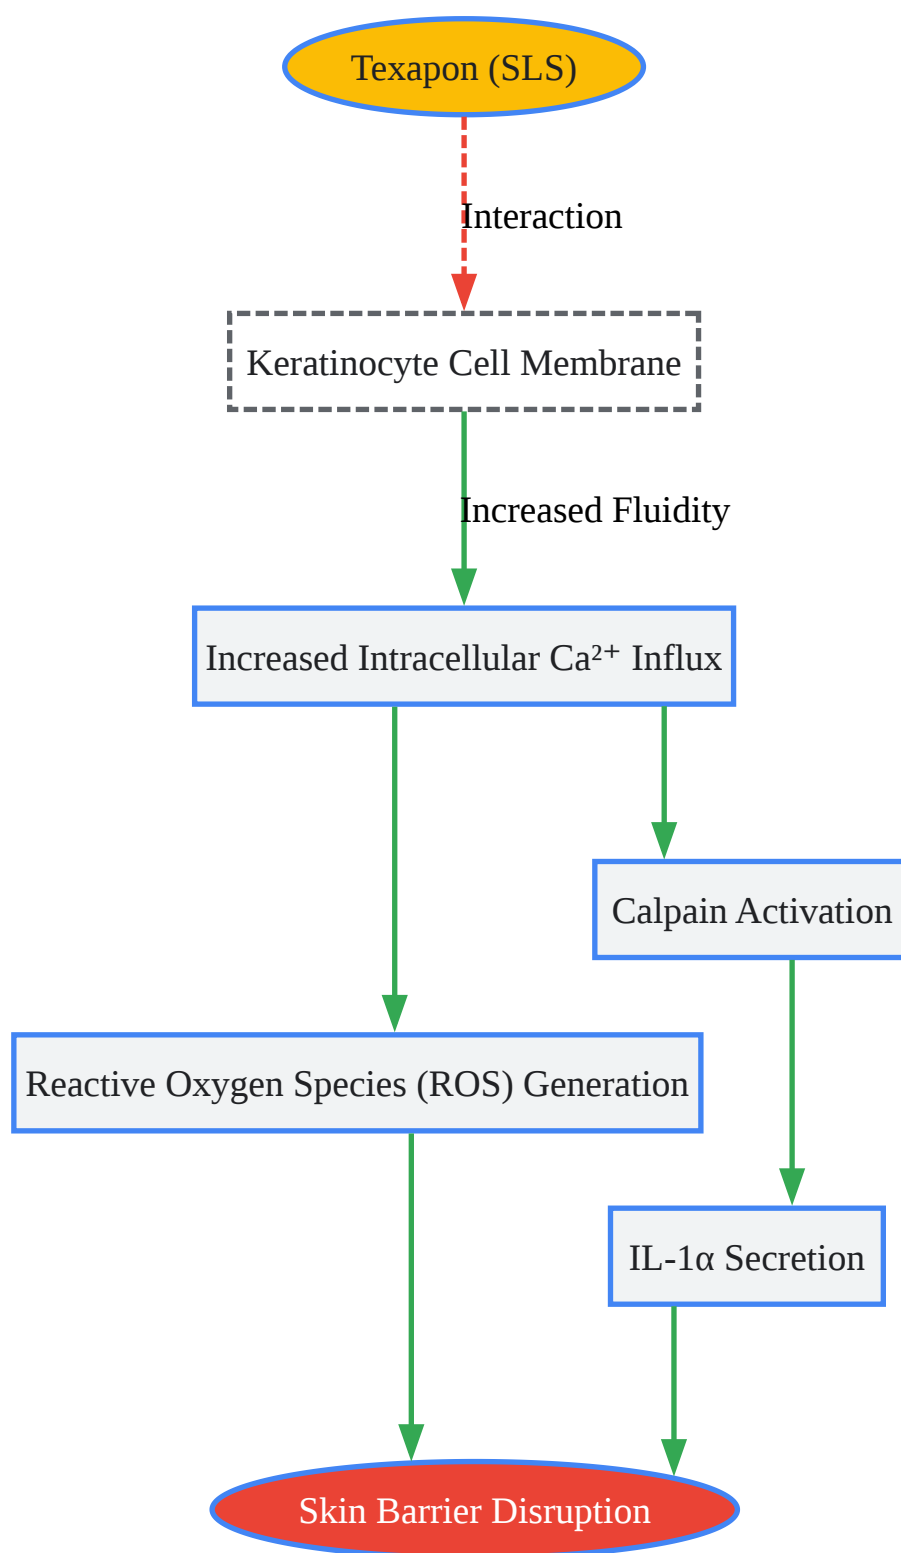 Texapon (SLS)
Interaction
Keratinocyte Cell Membrane
Increased Fluidity
Increased Intracellular Ca²⁺ Influx
Calpain Activation
Reactive Oxygen Species (ROS) Generation
IL-1α Secretion
Skin Barrier Disruption